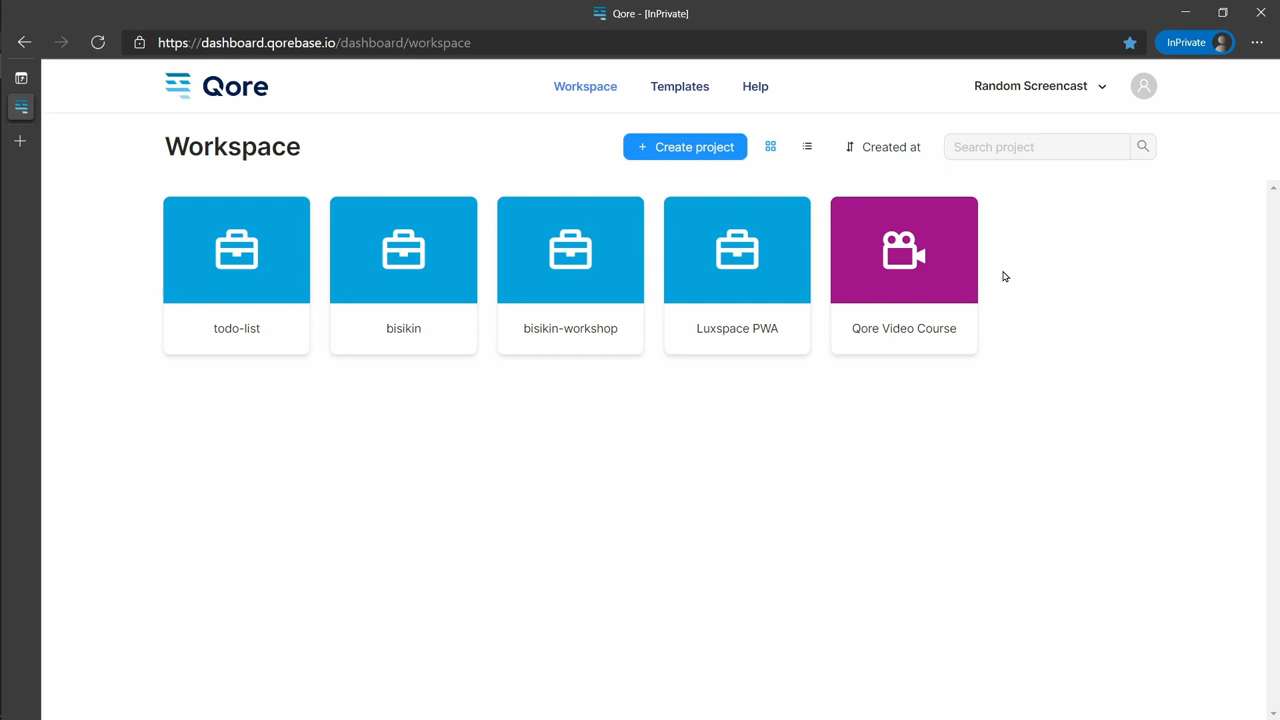 Qore - [InPrivate]
https://dashboard.qorebase.io/dashboard/workspace
InPrivate
Qore
Workspace
Templates
Help
Random Screencast
Workspace
+ Create project
Created at
Search project
todo-list
bisikin
bisikin-workshop
Luxspace PWA
Qore Video Course